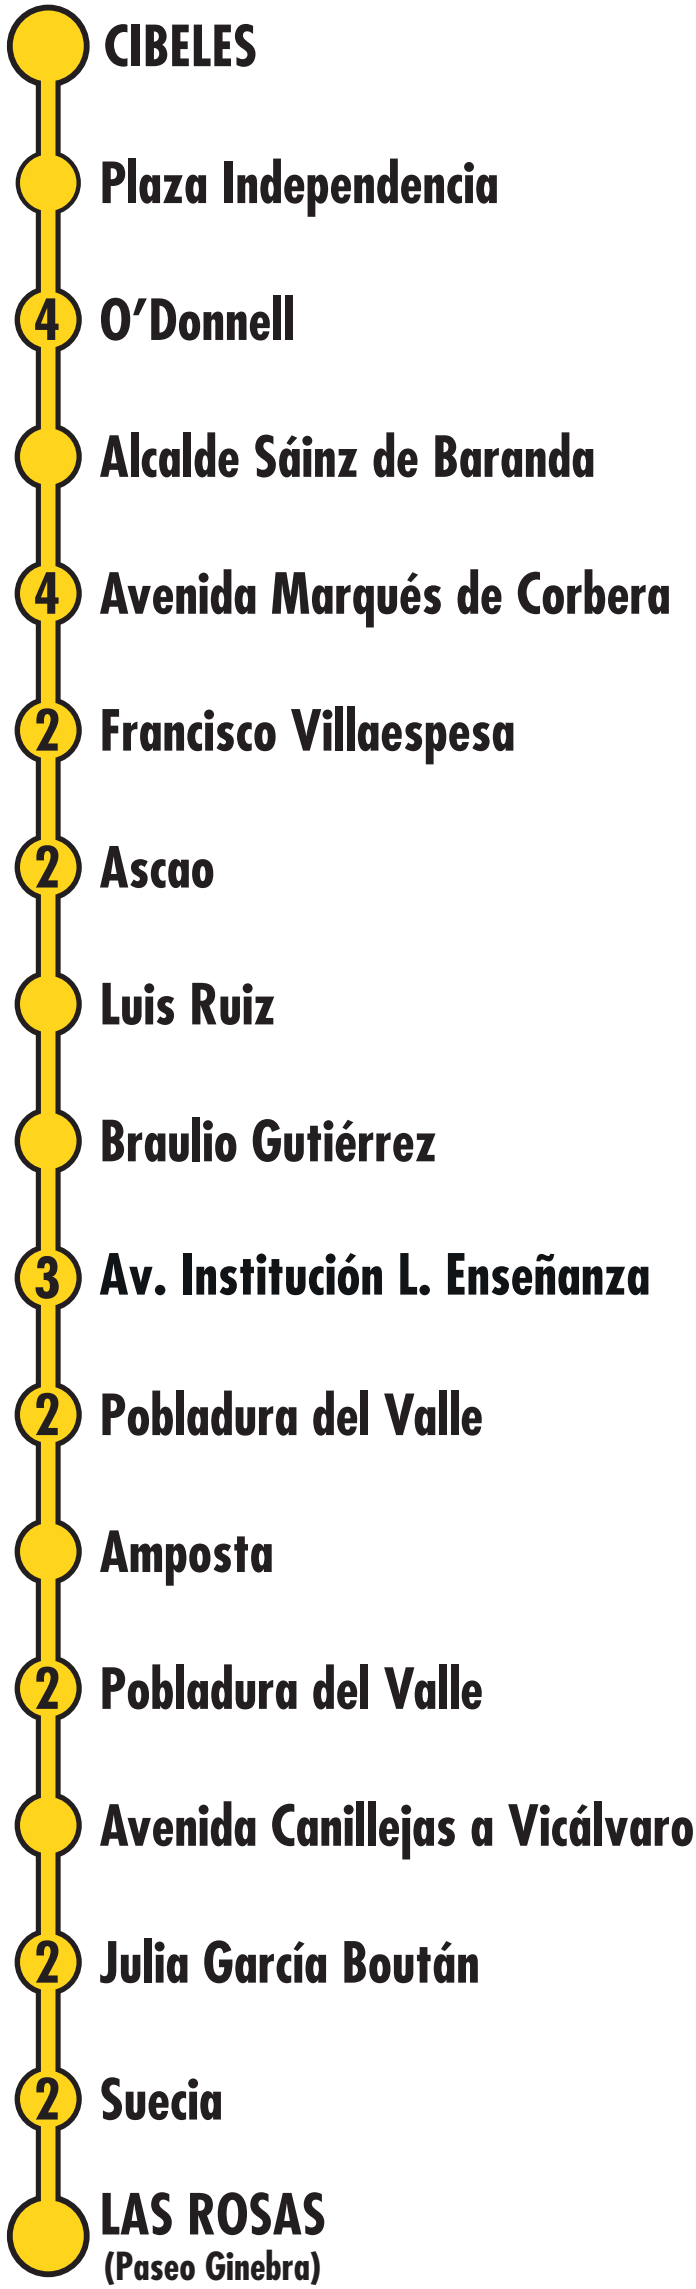 CIBELES
Plaza Independencia
4 O’Donnell
Alcalde Sáinz de Baranda
4 Avenida Marqués de Corbera
2 Francisco Villaespesa
2 Ascao
Luis Ruiz
Braulio Gutiérrez
3 Av. Institución L. Enseñanza
2 Pobladura del Valle
Amposta
2 Pobladura del Valle
Avenida Canillejas a Vicálvaro
2 Julia García Boután
2 Suecia
LAS ROSAS
(Paseo Ginebra)